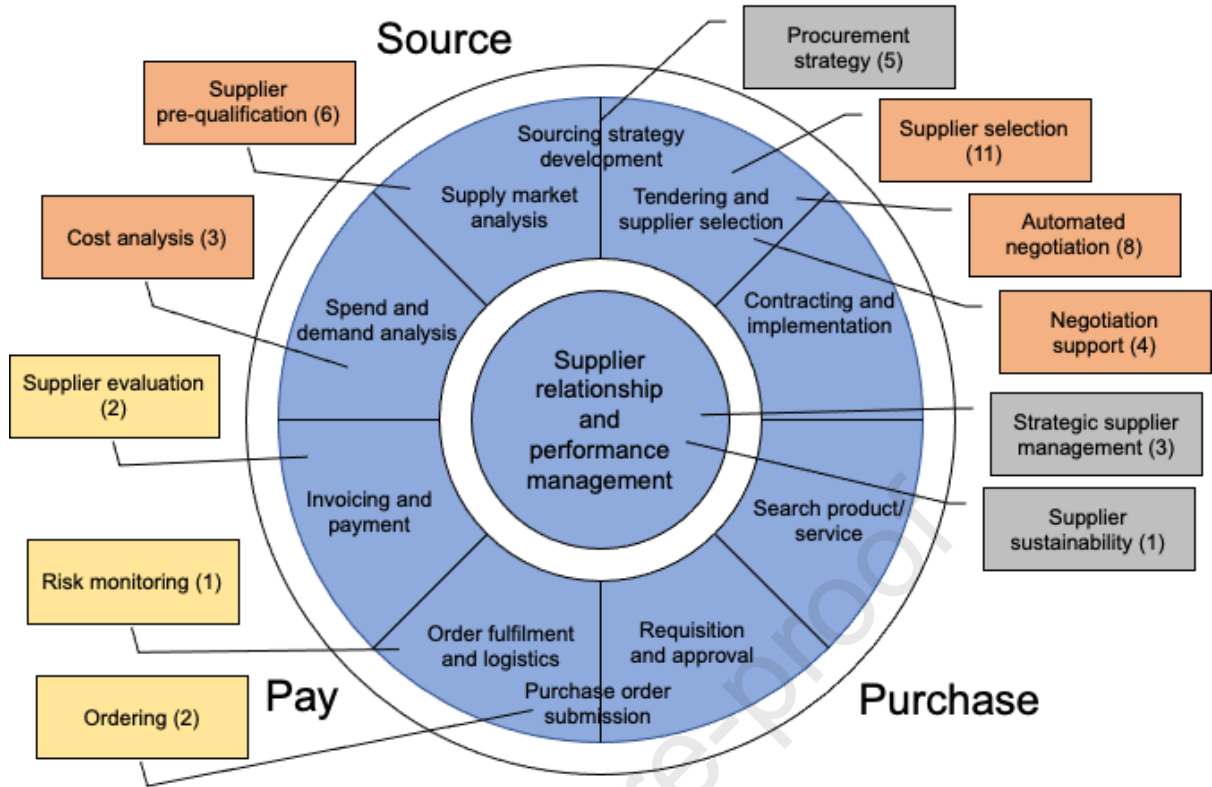 Source
Procurement
strategy (5)
Supplier
pre-qualification (6)
Supplier selection
(11)
Sourcing strategy
development
Supply market
analysis
Tendering and
supplier selection
Cost analysis (3)
Automated
negotiation (8)
Spend and
demand analysis
Contracting and
implementation
Negotiation
support (4)
Supplier
relationship
and
performance
management
Supplier evaluation
(2)
Strategic supplier
management (3)
Invoicing and
payment
Search product/
service
Supplier
sustainability (1)
Risk monitoring (1)
Order fulfilment
and logistics
Requisition
and approval
Pay
Purchase order
submission
Purchase
Ordering (2)
re-proof